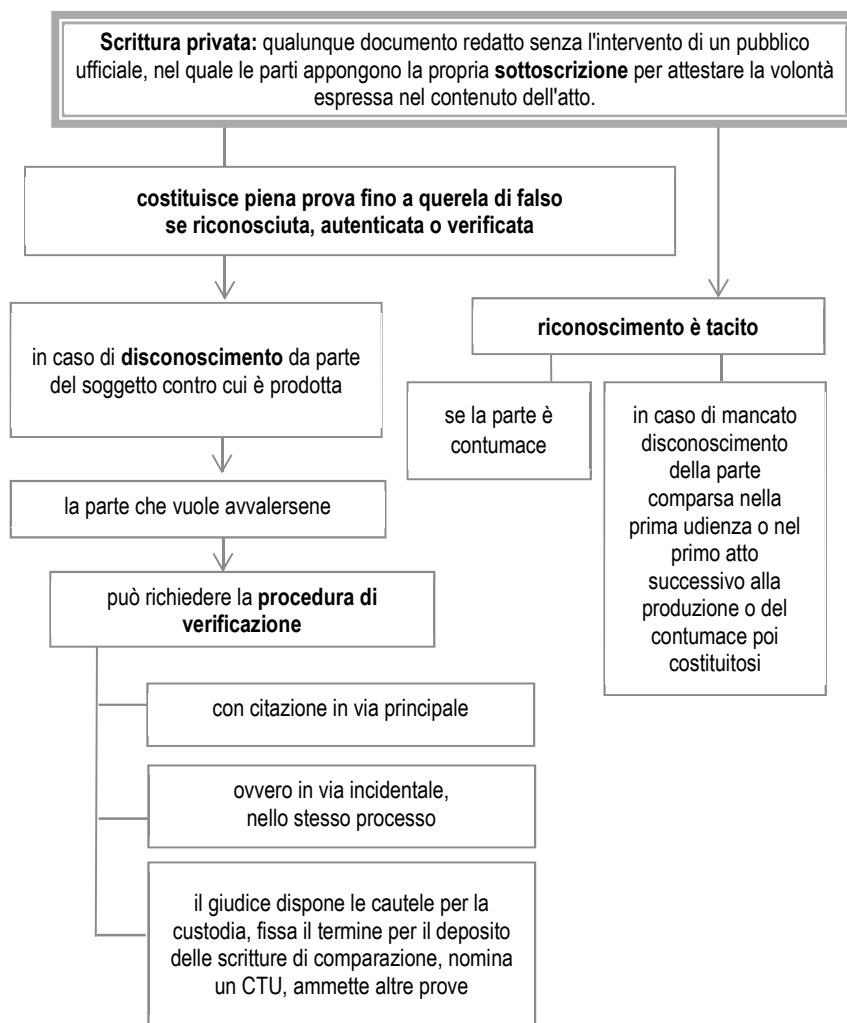 Scrittura privata: qualunque documento redatto senza l'intervento di un pubblico
ufficiale, nel quale le parti appongono la propria sottoscrizione per attestare la volontà
espressa nel contenuto dell'atto.
costituisce piena prova fino a querela di falso
se riconosciuta, autenticata o verificata
in caso di disconoscimento da parte
del soggetto contro cui è prodotta
la parte che vuole avvalersene
può richiedere la procedura di
verificazione
con citazione in via principale
ovvero in via incidentale,
nello stesso processo
il giudice dispone le cautele per la
custodia, fissa il termine per il deposito
delle scritture di comparazione, nomina
un CTU, ammette altre prove
riconoscimento è tacito
se la parte è
contumace
in caso di mancato
disconoscimento
della parte
comparsa nella
prima udienza o nel
primo atto
successivo alla
produzione o del
contumace poi
costituitosi